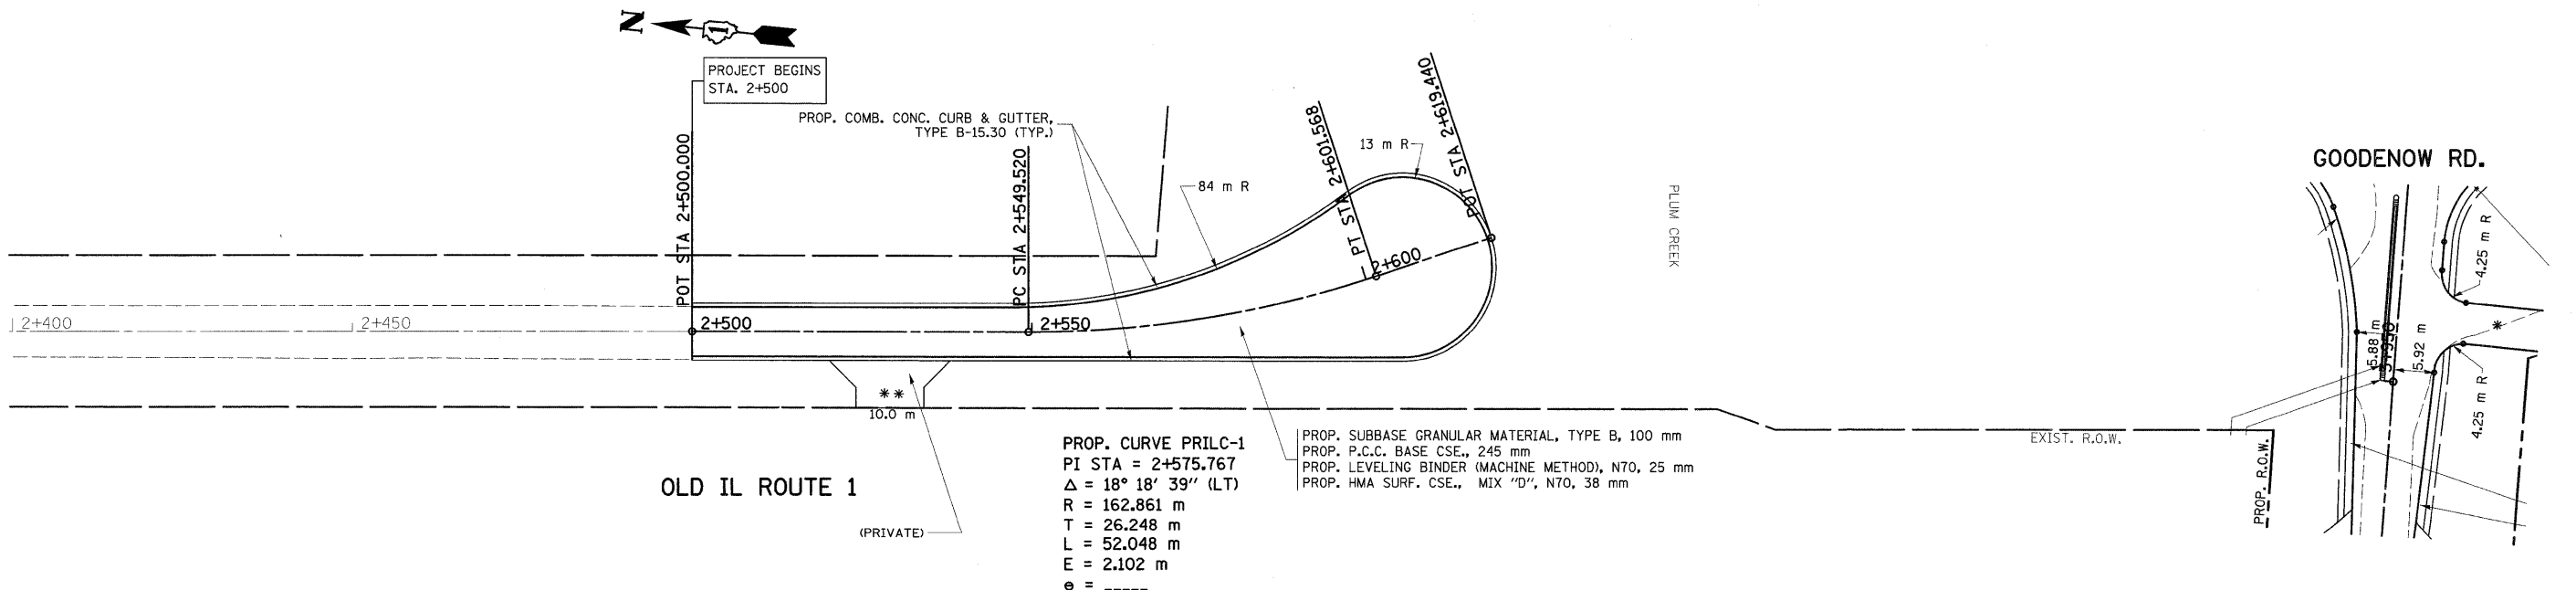 N
1
PROJECT BEGINS
STA. 2+500
PROP. COMB. CONC. CURB & GUTTER,
TYPE B-15.30 (TYP.)
POT STA 2+500.000
PC STA 2+549.520
84 m R
PT STA 2+601.568
13 m R
POT STA 2+619.440
PLUM CREEK
GOODENOW RD.
4.25 m R
2+400
2+450
2+500
2+550
2+600
5.88 m
5.92 m
*
4.25 m R
**
10.0 m
OLD IL ROUTE 1
(PRIVATE)
PROP. CURVE PRILC-1
PI STA = 2+575.767
Δ = 18° 18' 39" (LT)
R = 162.861 m
T = 26.248 m
L = 52.048 m
E = 2.102 m
e = -----
PROP. SUBBASE GRANULAR MATERIAL, TYPE B, 100 mm
PROP. P.C.C. BASE CSE., 245 mm
PROP. LEVELING BINDER (MACHINE METHOD), N70, 25 mm
PROP. HMA SURF. CSE., MIX "D", N70, 38 mm
EXIST. R.O.W.
PROP. R.O.W.